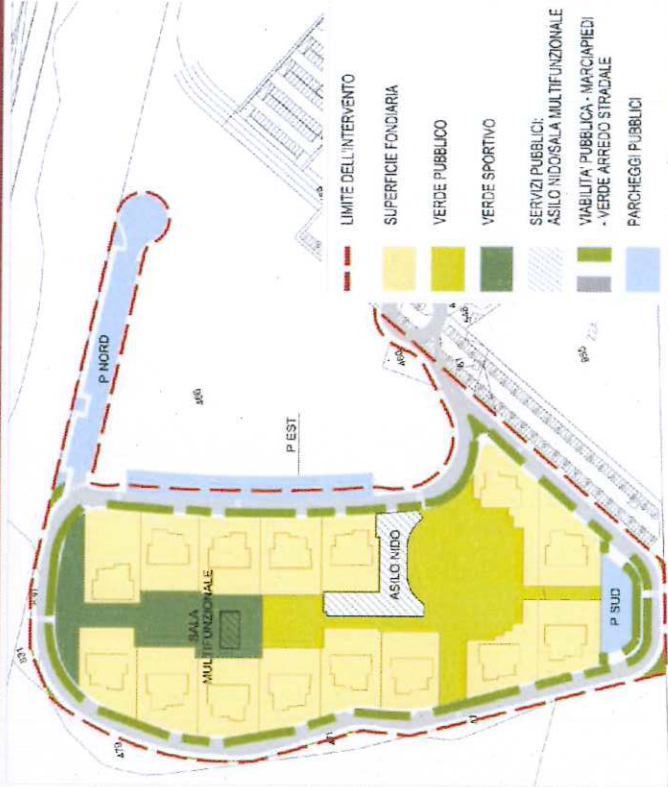 LIMITE DELL'INTERVENTO
SUPERFICIE FONDIARIA
VERDE PUBBLICO
VERDE SPORTIVO
SERVIZI PUBBLICI:
ASILO NIDO/SALA MULTIFUNZIONALE
VIABILITA' PUBBLICA - MARCIAPIEDI
- VERDE ARREDO STRADALE
PARCHEGGI PUBBLICI
P NORD
P EST
SALA
MULTIFUNZIONALE
ASILO NIDO
P SUD